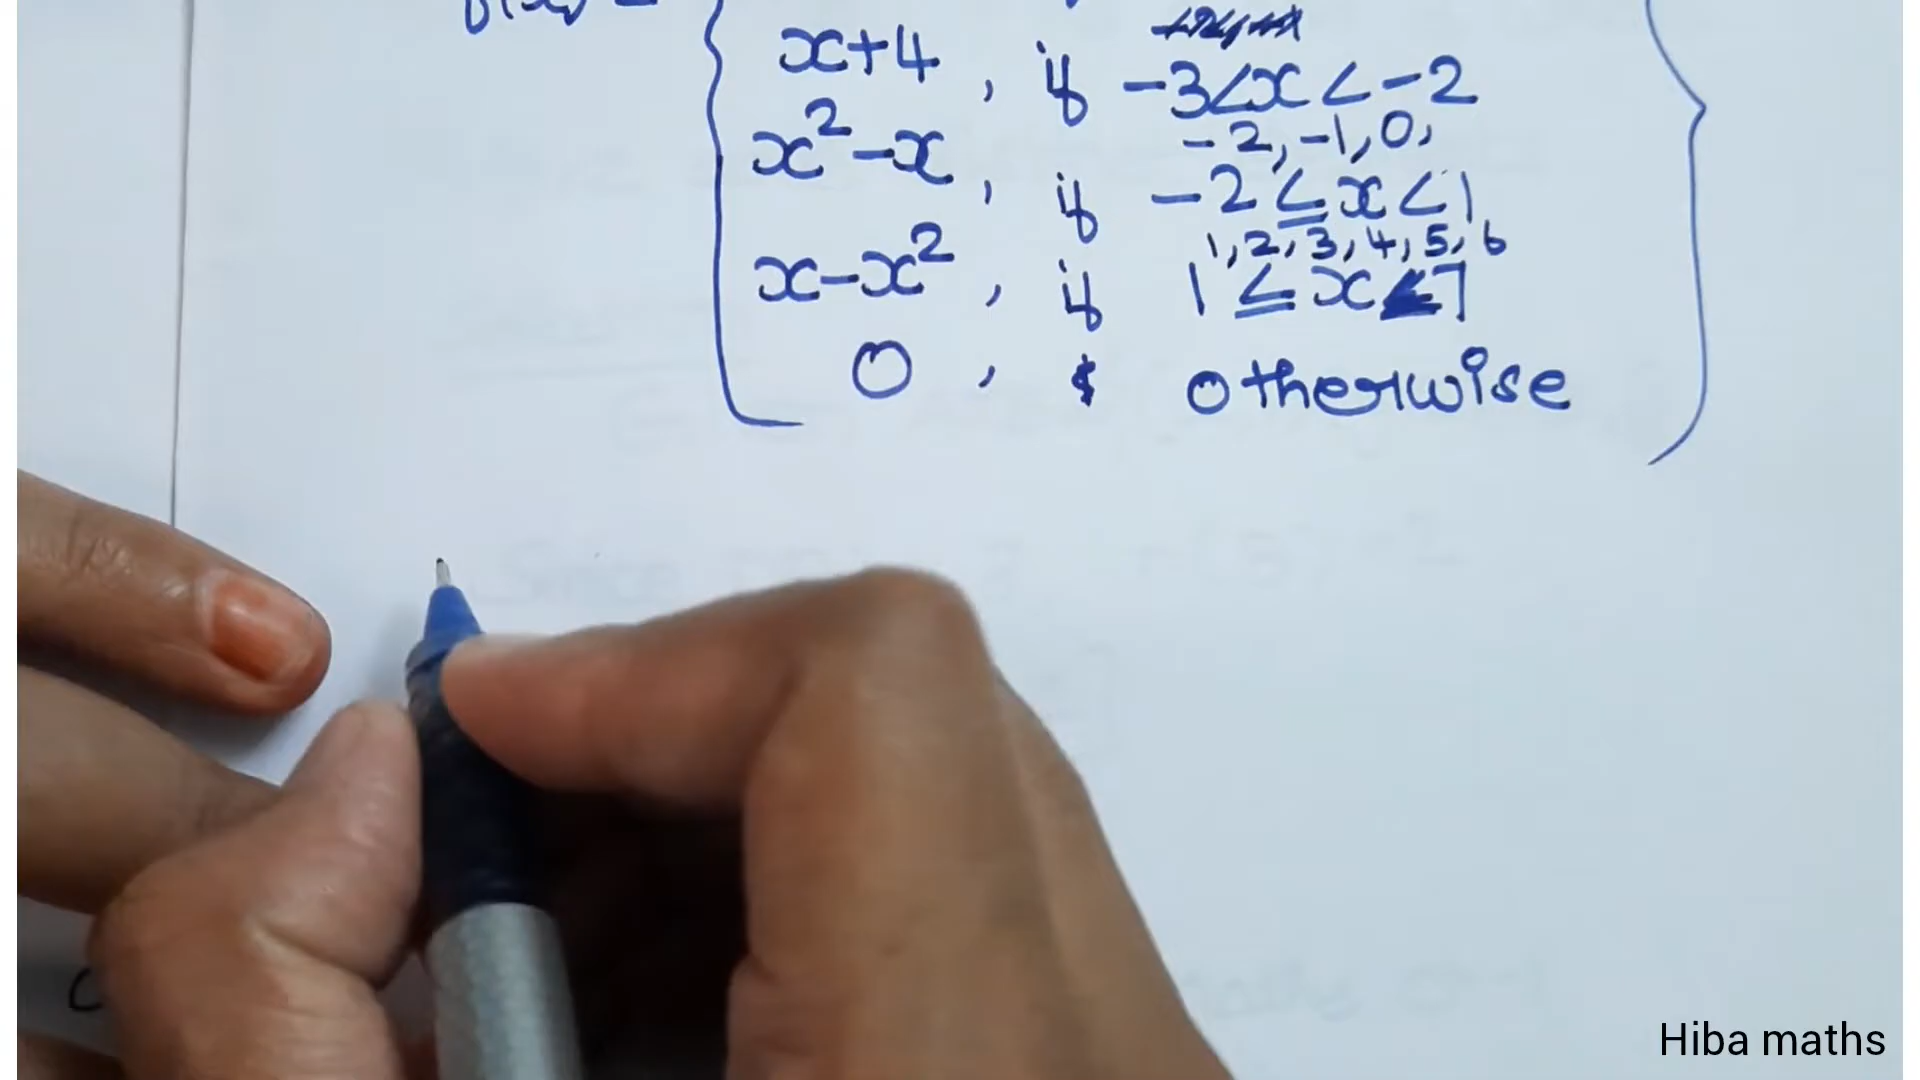 x+4 , if -3<x<-2
-2, -1, 0,
x²-x , if -2≤x<1
1, 2, 3, 4, 5, 6
x-x² , if 1≤x<7
0 , otherwise
Hiba maths